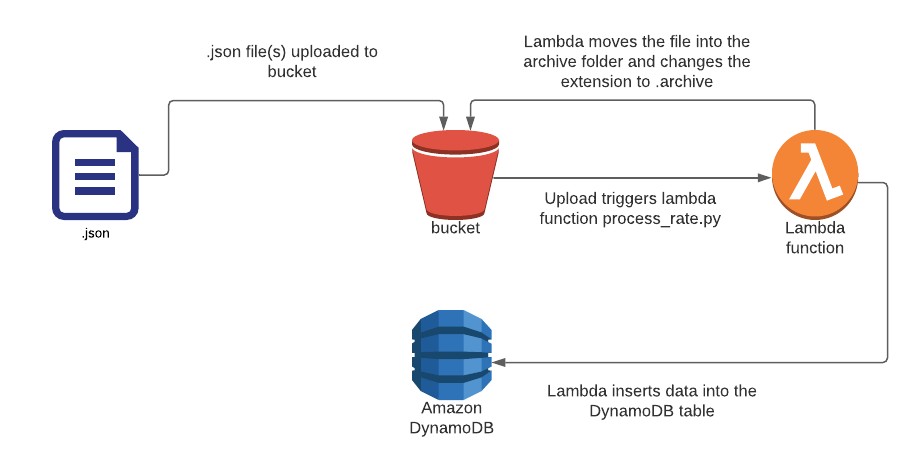 .json file(s) uploaded to
bucket
Lambda moves the file into the
archive folder and changes the
extension to .archive
.json
bucket
Upload triggers lambda
function process_rate.py
Lambda
function
Amazon
DynamoDB
Lambda inserts data into the
DynamoDB table